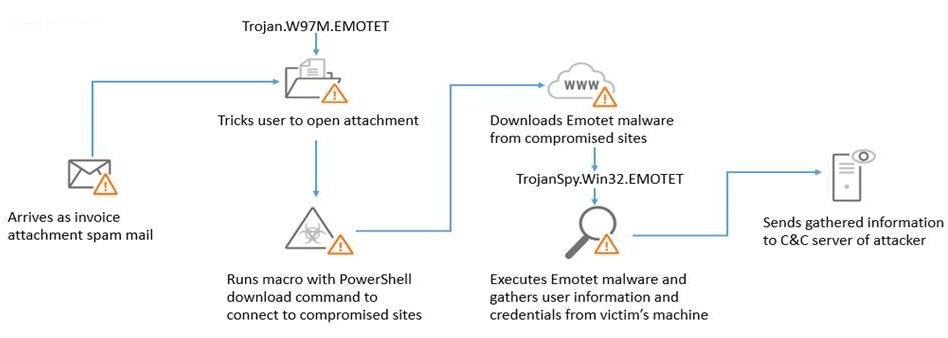 Trojan.W97M.EMOTET
Arrives as invoice
attachment spam mail
Tricks user to open attachment
Runs macro with PowerShell
download command to
connect to compromised sites
WWW
Downloads Emotet malware
from compromised sites
TrojanSpy.Win32.EMOTET
Executes Emotet malware and
gathers user information and
credentials from victim's machine
Sends gathered information
to C&C server of attacker